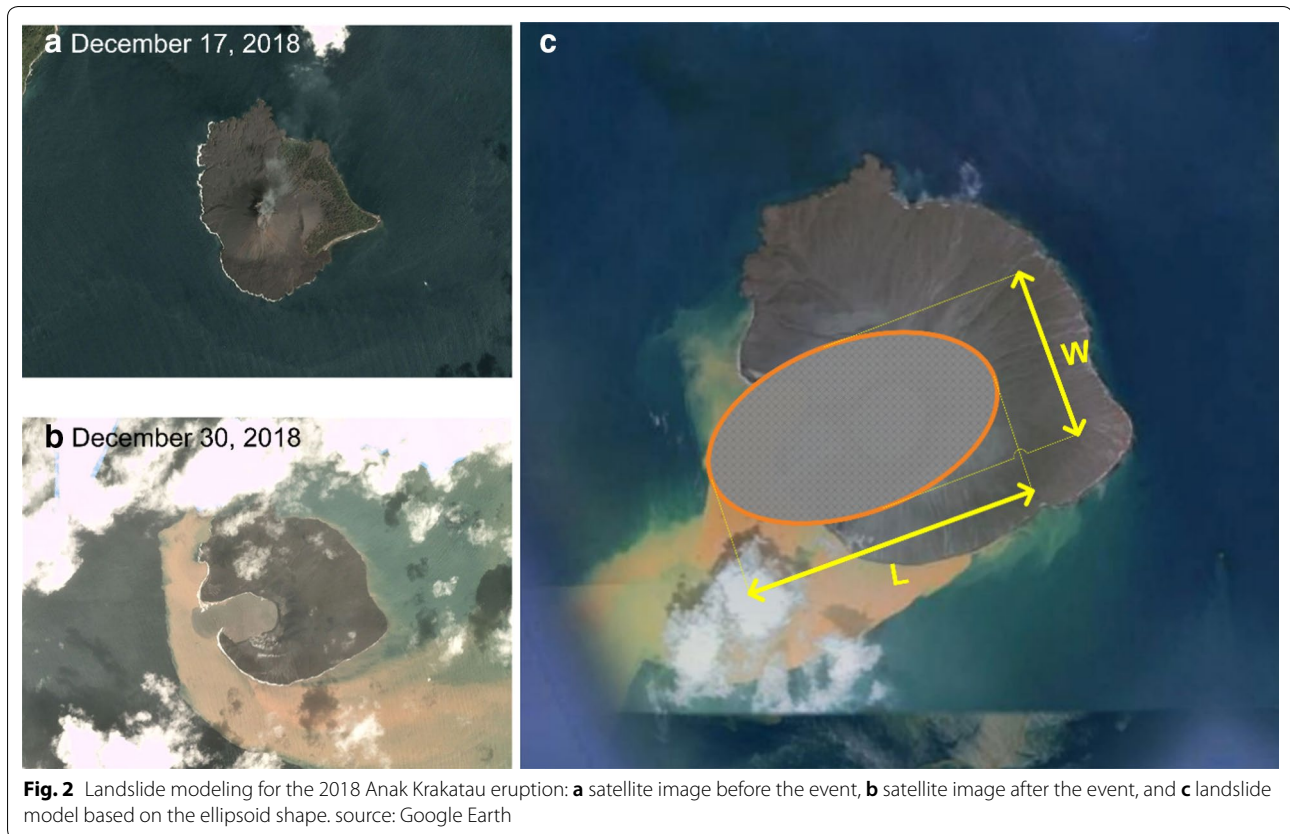 a December 17, 2018
b December 30, 2018
c
W
L
Fig. 2 Landslide modeling for the 2018 Anak Krakatau eruption: a satellite image before the event, b satellite image after the event, and c landslide
model based on the ellipsoid shape. source: Google Earth